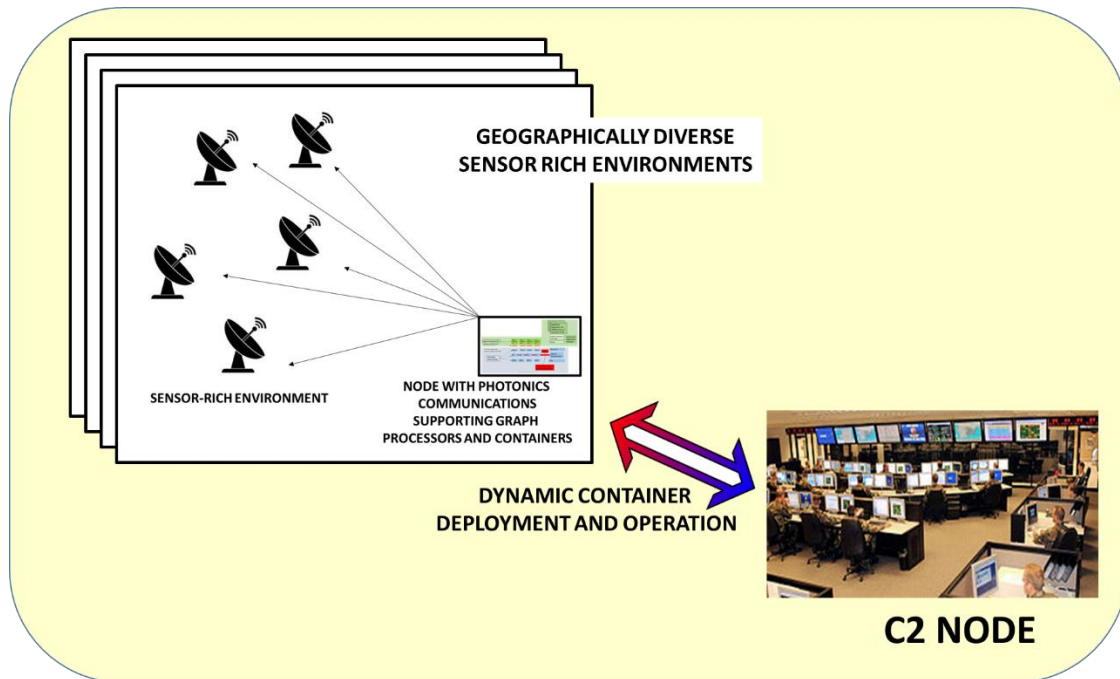 GEOGRAPHICALLY DIVERSE
SENSOR RICH ENVIRONMENTS
SENSOR-RICH ENVIRONMENT
NODE WITH PHOTONICS
COMMUNICATIONS
SUPPORTING GRAPH
PROCESSORS AND CONTAINERS
DYNAMIC CONTAINER
DEPLOYMENT AND OPERATION
C2 NODE